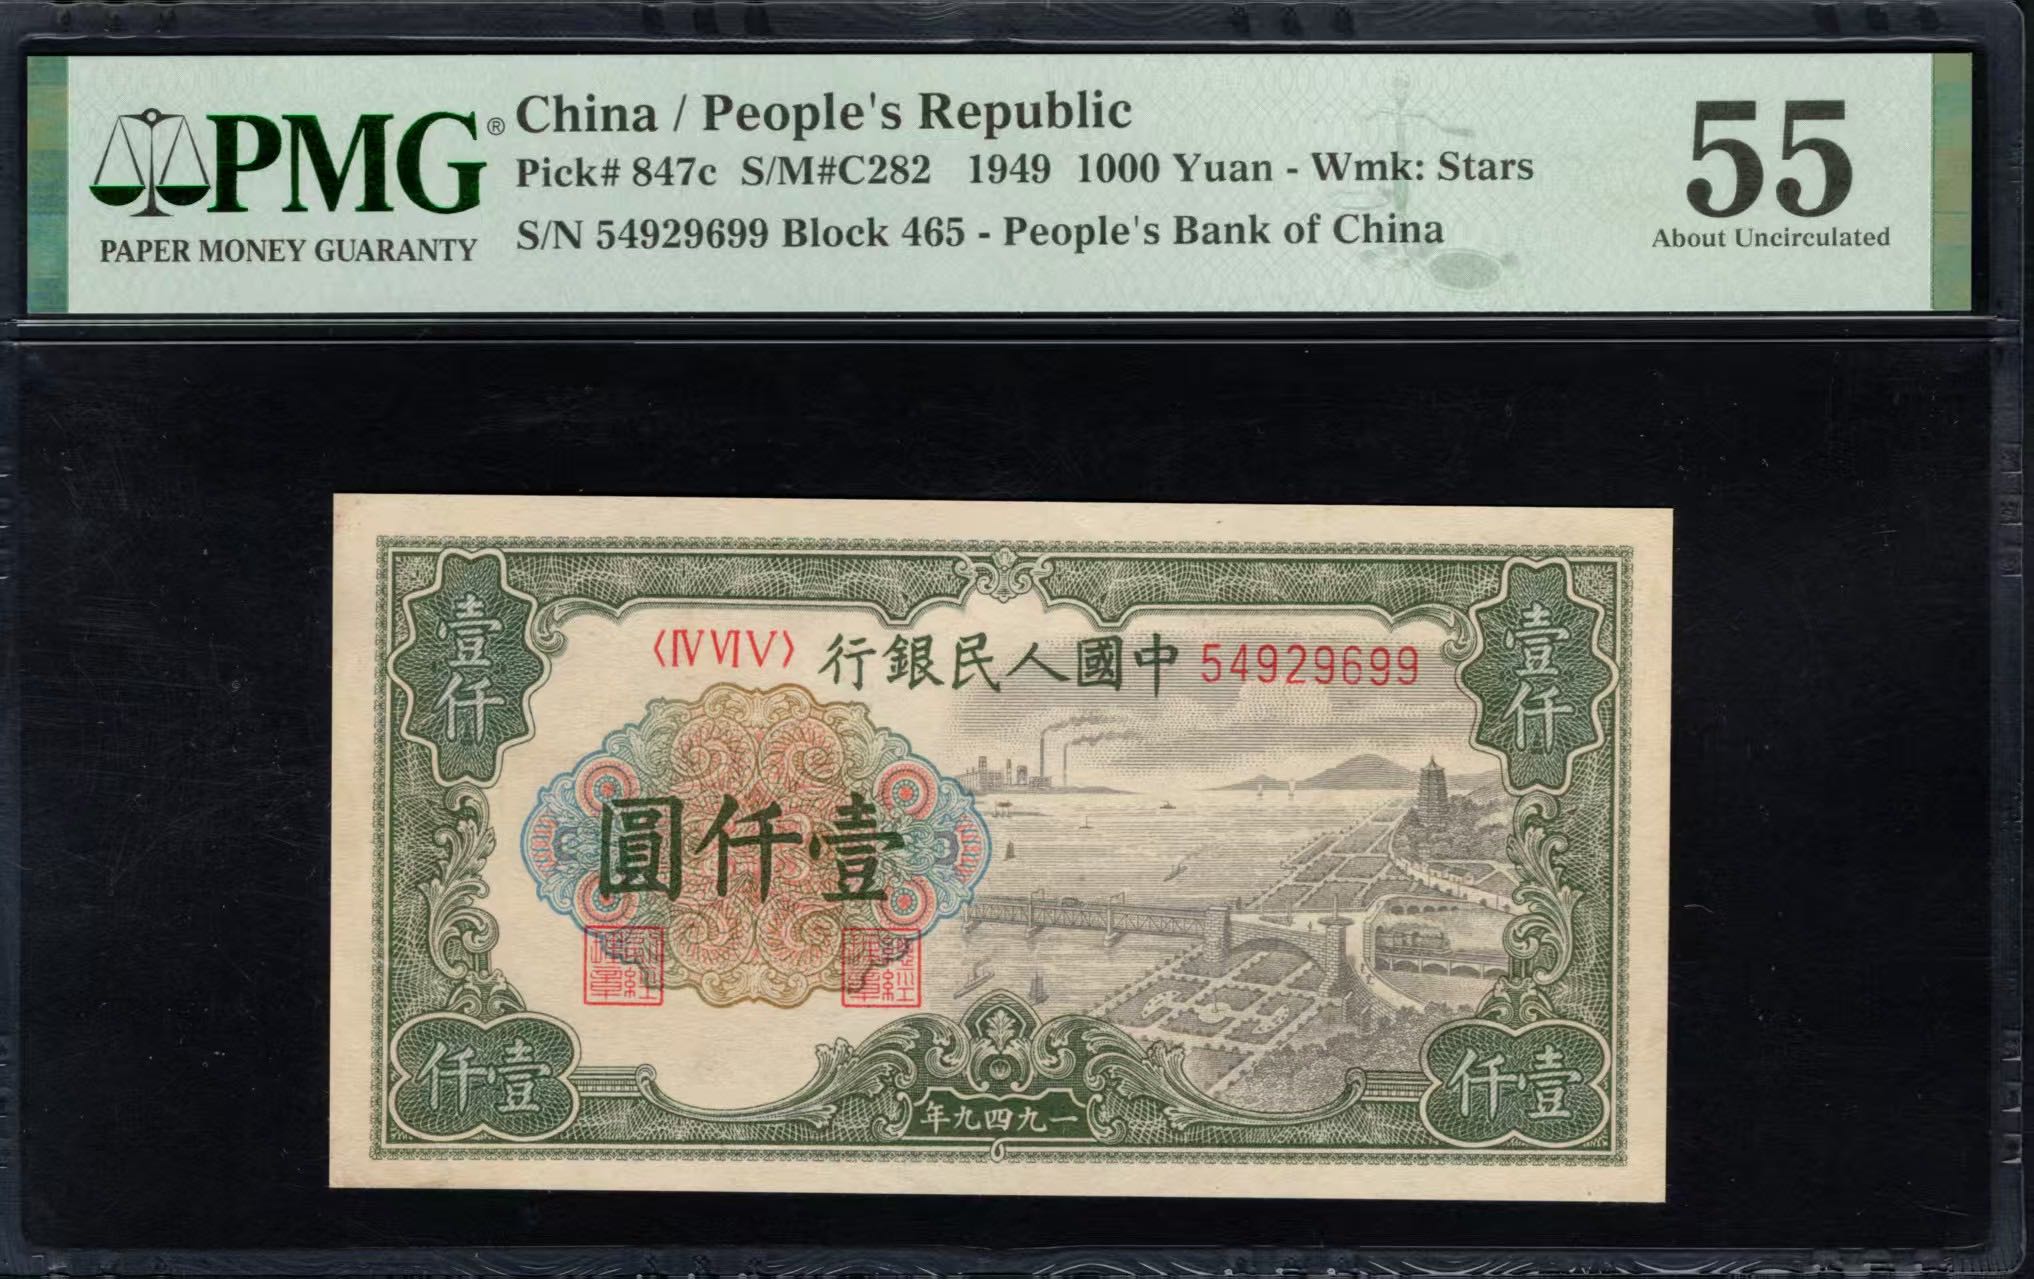 PMG®
PAPER MONEY GUARANTY
China / People's Republic
Pick# 847c S/M#C282 1949 1000 Yuan - Wmk: Stars
S/N 54929699 Block 465 - People's Bank of China
55
About Uncirculated
壹仟
〈ⅣⅥⅤ〉
行銀民人國中
54929699
壹仟
圓仟壹
仟壹
年九四九一
仟壹